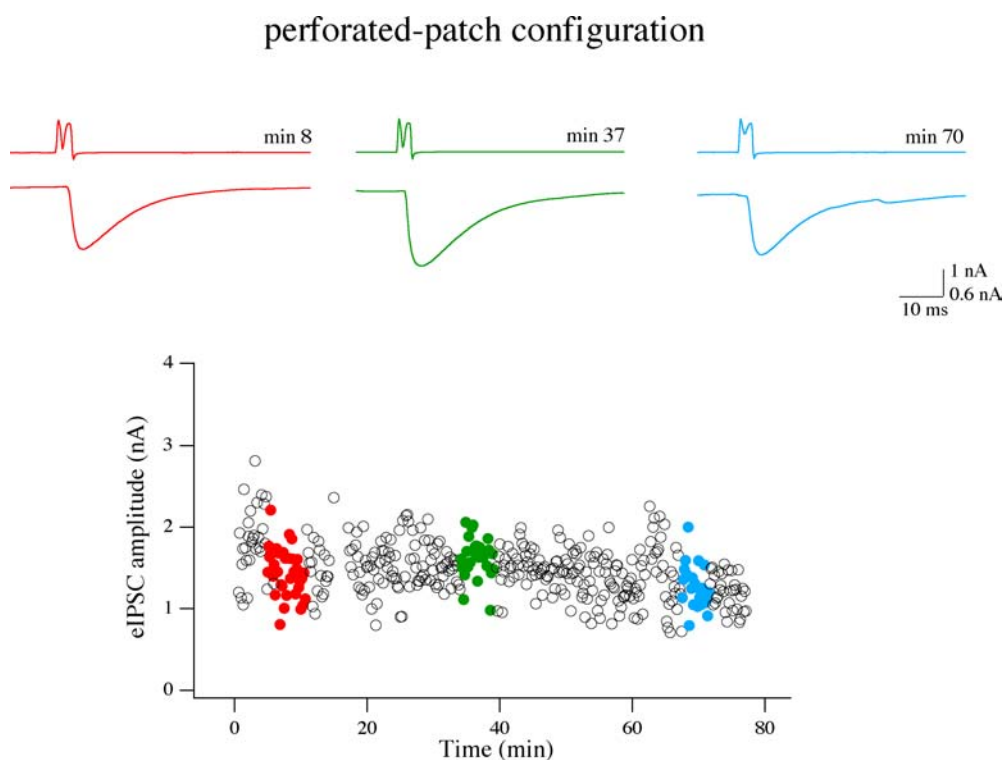 perforated-patch configuration
min 8
min 37
min 70
1 nA
0.6 nA
10 ms
4
3
2
1
0
eIPSC amplitude (nA)
0 20 40 60 80
Time (min)